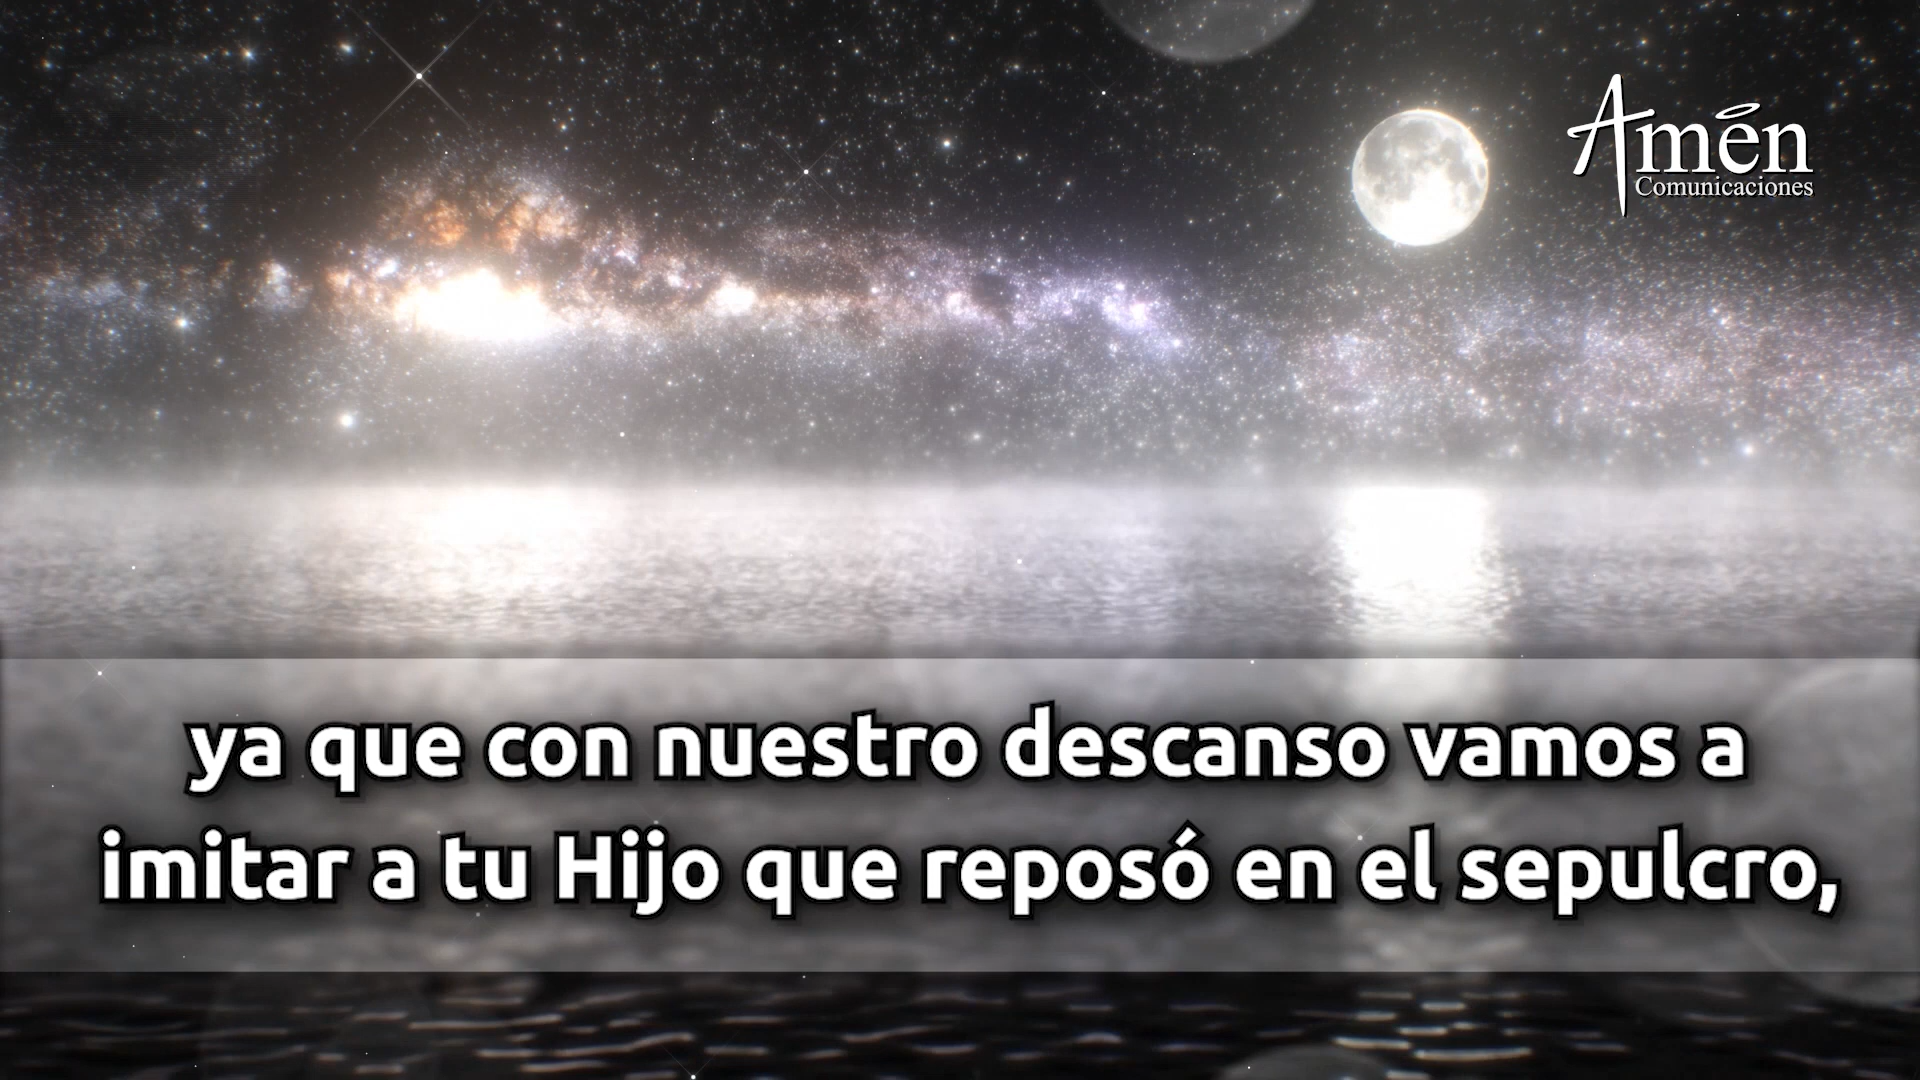 Amén
Comunicaciones
ya que con nuestro descanso vamos a
imitar a tu Hijo que reposó en el sepulcro,